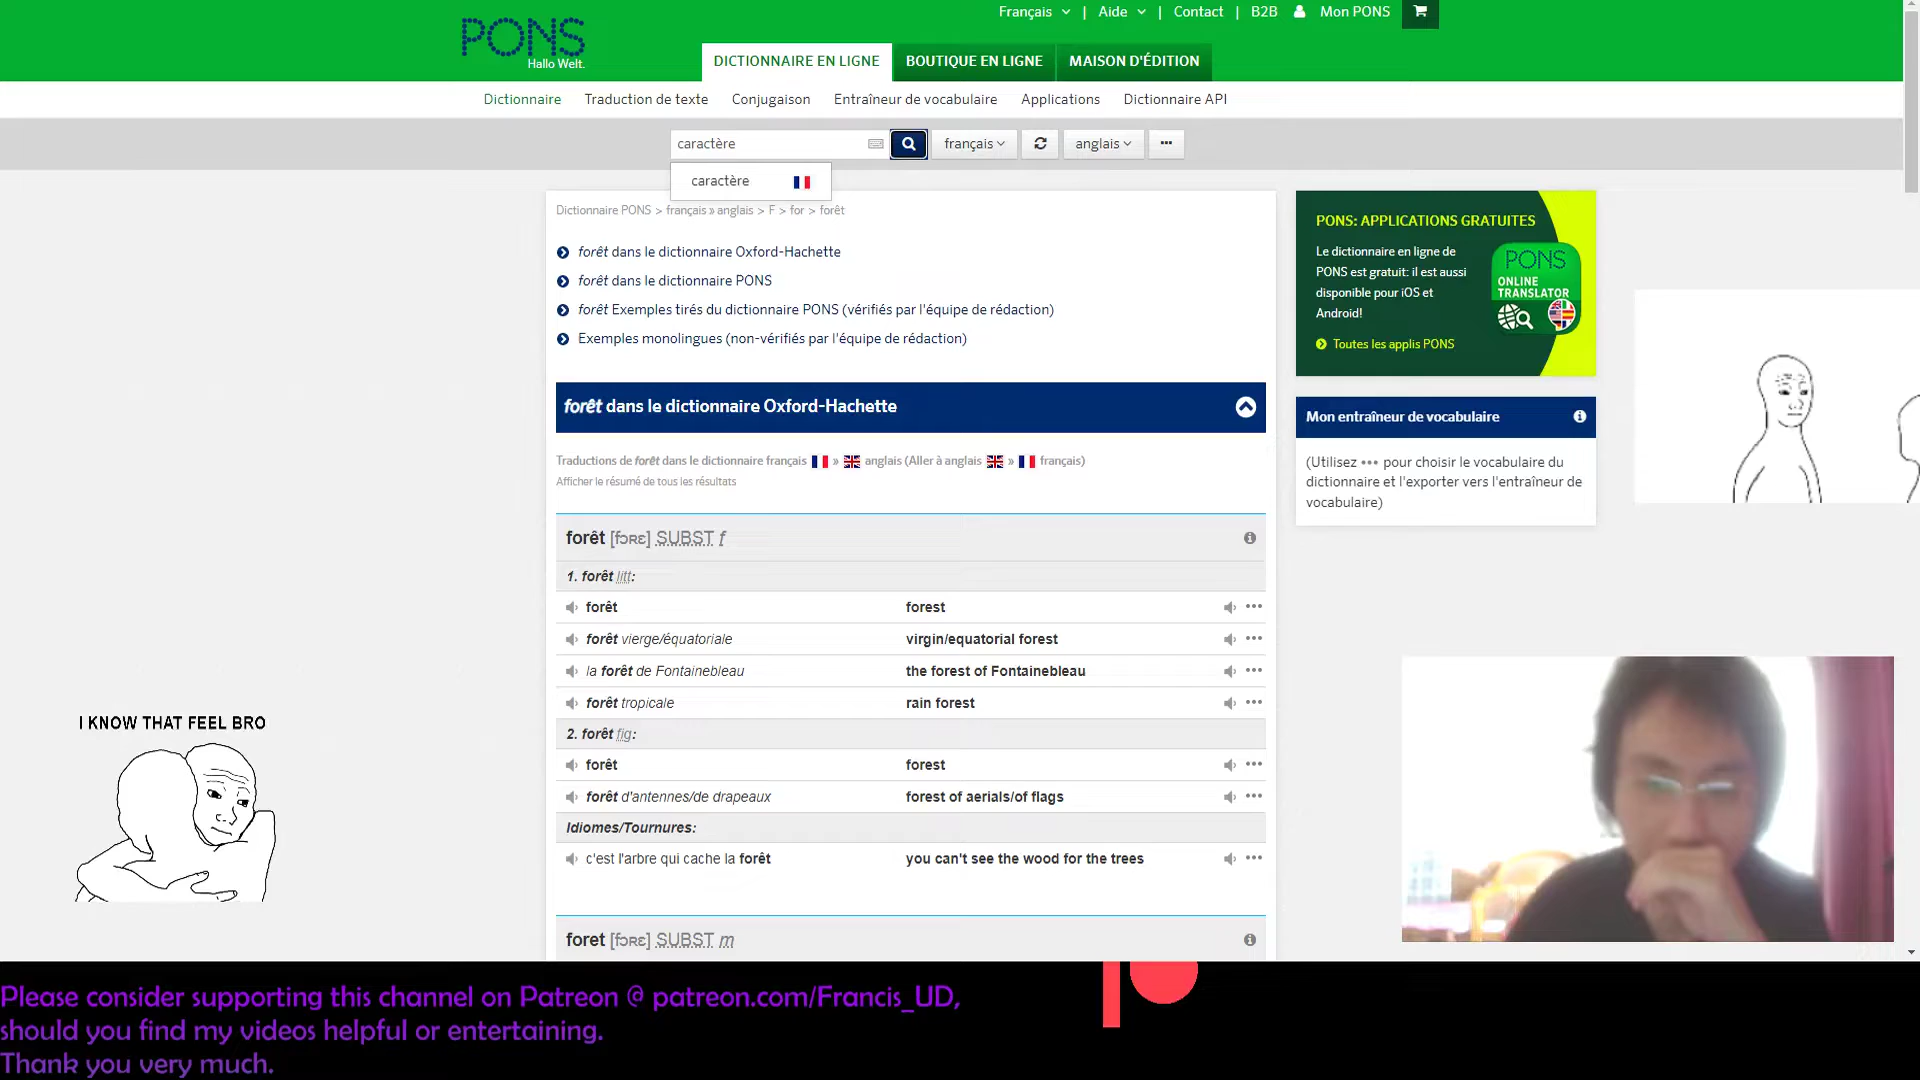 Français | Aide | Contact | B2B Mon PONS
PONS
Hallo Welt.
DICTIONNAIRE EN LIGNE BOUTIQUE EN LIGNE MAISON D'ÉDITION
Dictionnaire Traduction de texte Conjugaison Entraîneur de vocabulaire Applications Dictionnaire API
caractère français anglais •••
caractère
Dictionnaire PONS > français » anglais > F > for > forêt
forêt dans le dictionnaire Oxford-Hachette
forêt dans le dictionnaire PONS
forêt Exemples tirés du dictionnaire PONS (vérifiés par l'équipe de rédaction)
Exemples monolingues (non-vérifiés par l'équipe de rédaction)
forêt dans le dictionnaire Oxford-Hachette
Traductions de forêt dans le dictionnaire français » anglais (Aller à anglais » français)
Afficher le résumé de tous les résultats
forêt [fɔʀɛ] SUBST f
1. forêt litt:
forêt forest •••
forêt vierge/équatoriale virgin/equatorial forest •••
la forêt de Fontainebleau the forest of Fontainebleau •••
forêt tropicale rain forest •••
2. forêt fig:
forêt forest •••
forêt d'antennes/de drapeaux forest of aerials/of flags •••
Idiomes/Tournures:
c'est l'arbre qui cache la forêt you can't see the wood for the trees •••
foret [fɔʀɛ] SUBST m
PONS: APPLICATIONS GRATUITES
Le dictionnaire en ligne de
PONS est gratuit: il est aussi
disponible pour iOS et
Android!
Toutes les applis PONS
PONS
ONLINE
TRANSLATOR
Mon entraîneur de vocabulaire
(Utilisez ••• pour choisir le vocabulaire du
dictionnaire et l'exporter vers l'entraîneur de
vocabulaire)
I KNOW THAT FEEL BRO
Please consider supporting this channel on Patreon @ patreon.com/Francis_UD,
should you find my videos helpful or entertaining.
Thank you very much.